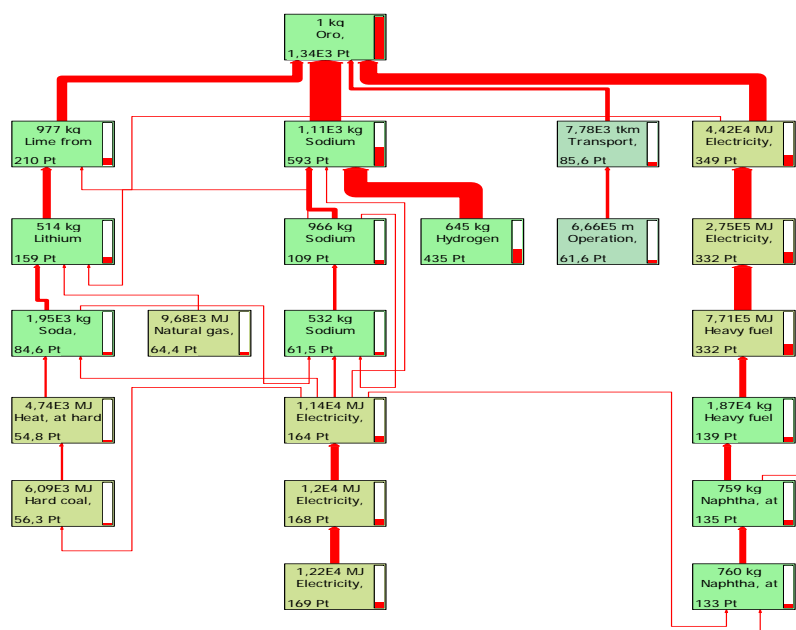 1 kg
Oro,
1,34E3 Pt
977 kg
Lime from
210 Pt
1,11E3 kg
Sodium
593 Pt
7,78E3 tkm
Transport,
85,6 Pt
4,42E4 MJ
Electricity,
349 Pt
514 kg
Lithium
159 Pt
966 kg
Sodium
109 Pt
645 kg
Hydrogen
435 Pt
6,66E5 m
Operation,
61,6 Pt
2,75E5 MJ
Electricity,
332 Pt
1,95E3 kg
Soda,
84,6 Pt
9,68E3 MJ
Natural gas,
64,4 Pt
532 kg
Sodium
61,5 Pt
7,71E5 MJ
Heavy fuel
332 Pt
4,74E3 MJ
Heat, at hard
54,8 Pt
1,14E4 MJ
Electricity,
164 Pt
1,87E4 kg
Heavy fuel
139 Pt
6,09E3 MJ
Hard coal,
56,3 Pt
1,2E4 MJ
Electricity,
168 Pt
759 kg
Naphtha, at
135 Pt
1,22E4 MJ
Electricity,
169 Pt
760 kg
Naphtha, at
133 Pt